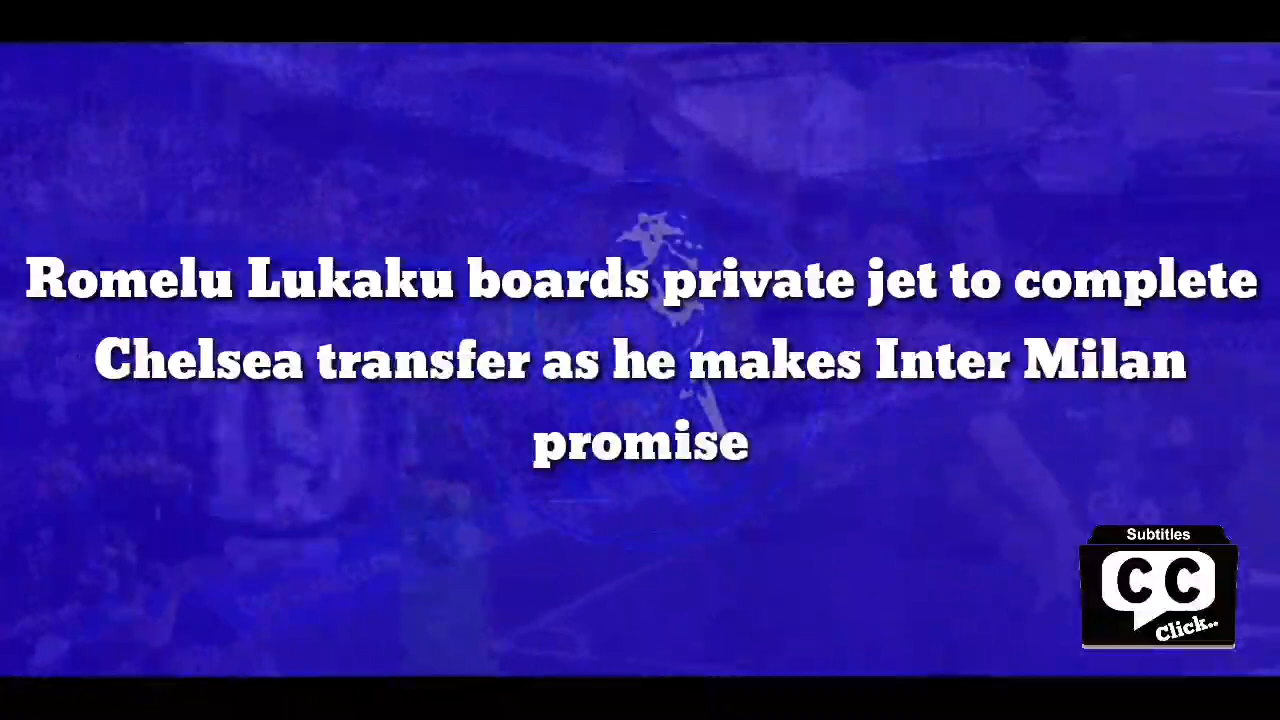 Romelu Lukaku boards private jet to complete
Chelsea transfer as he makes Inter Milan
promise
Subtitles
CC
Click..